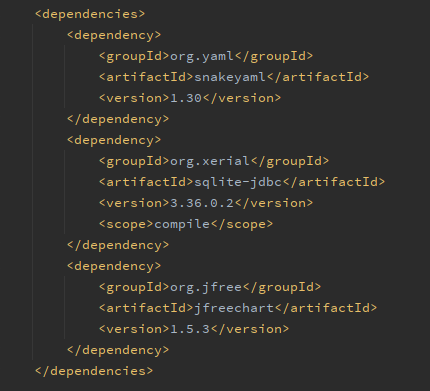 <dependencies>
<dependency>
<groupId>org.yaml</groupId>
<artifactId>snakeyaml</artifactId>
<version>1.30</version>
</dependency>
<dependency>
<groupId>org.xerial</groupId>
<artifactId>sqlite-jdbc</artifactId>
<version>3.36.0.2</version>
<scope>compile</scope>
</dependency>
<dependency>
<groupId>org.jfree</groupId>
<artifactId>jfreechart</artifactId>
<version>1.5.3</version>
</dependency>
</dependencies>